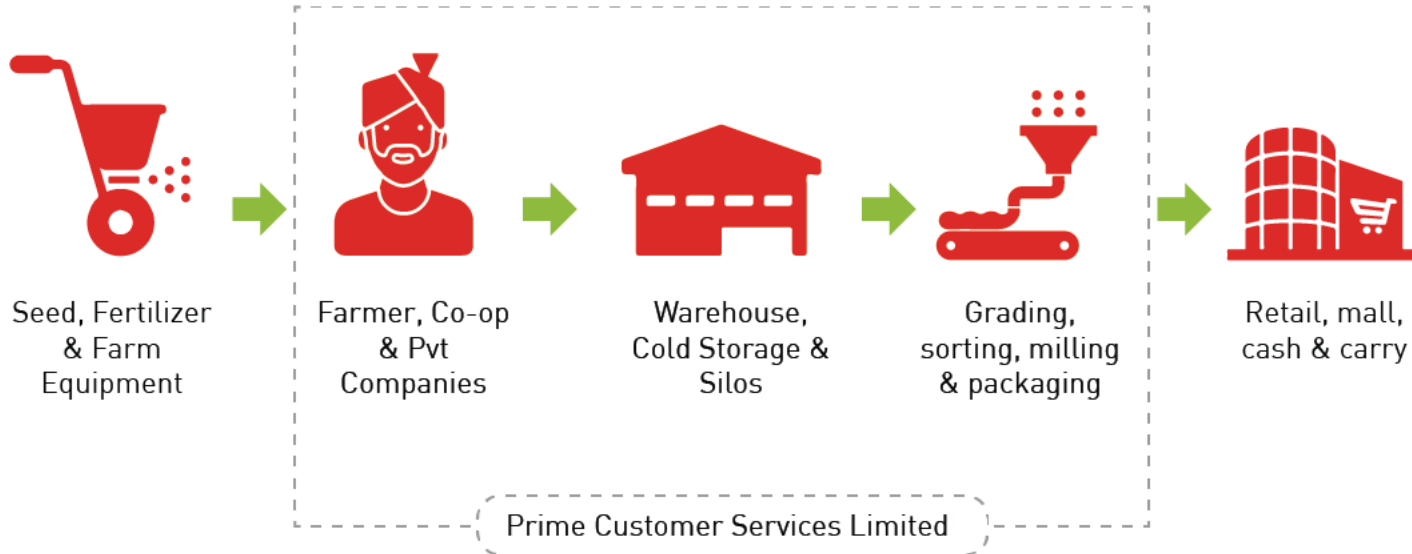 Seed, Fertilizer
& Farm
Equipment
Farmer, Co-op
& Pvt
Companies
Warehouse,
Cold Storage &
Silos
Grading,
sorting, milling
& packaging
Retail, mall,
cash & carry
Prime Customer Services Limited